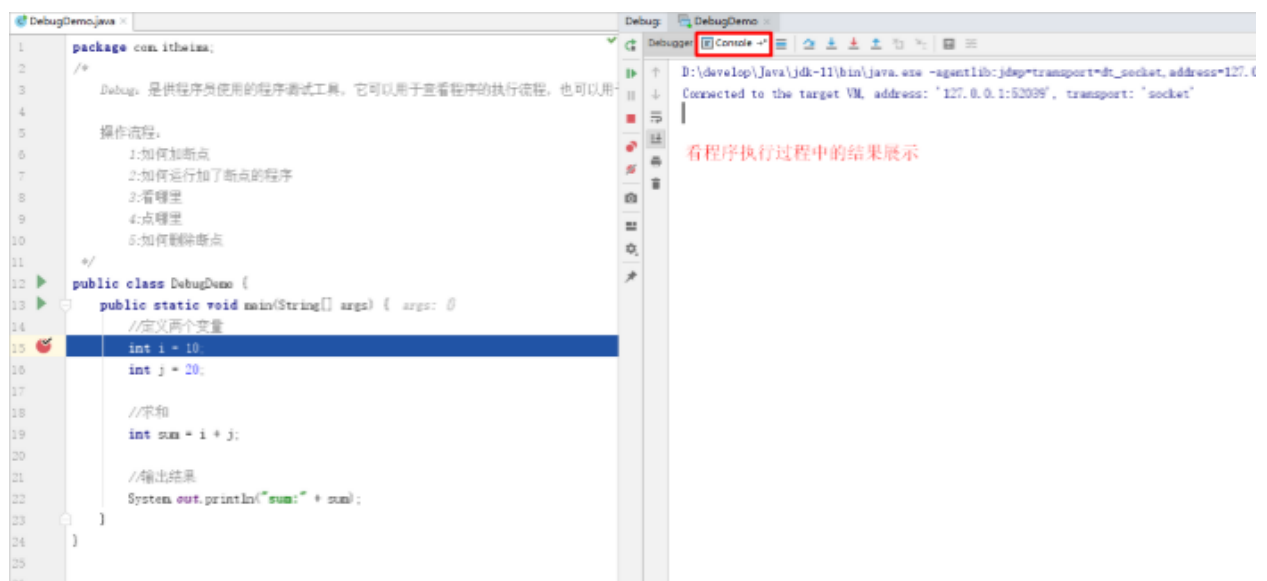 DebugDemo.java
1 package com.itheima;
2 /*
3 Debug: 是供程序员使用的程序调试工具，它可以用于查看程序的执行流程，也可以用
4
5 操作流程：
6 1:如何加断点
7 2:如何运行加了断点的程序
8 3:看哪里
9 4:点哪里
10 5:如何删除断点
11 */
12 public class DebugDemo {
13 public static void main(String[] args) { args: {}
14 //定义两个变量
15 int i = 10;
16 int j = 20;
17
18 //求和
19 int sum = i + j;
20
21 //输出结果
22 System.out.println("sum:" + sum);
23 }
24 }
25
Debug: DebugDemo
Debugger Console
D:\develop\Java\jdk-11\bin\java.exe -agentlib:jdwp=transport=dt_socket,address=127.0
Connected to the target VM, address: '127.0.0.1:52039', transport: 'socket'
看程序执行过程中的结果展示